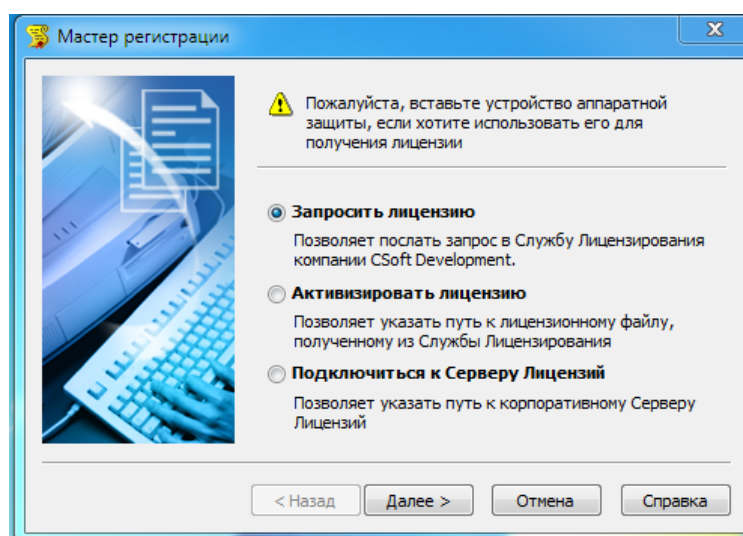 Мастер регистрации
Пожалуйста, вставьте устройство аппаратной
защиты, если хотите использовать его для
получения лицензии
Запросить лицензию
Позволяет послать запрос в Службу Лицензирования
компании CSoft Development.
Активизировать лицензию
Позволяет указать путь к лицензионному файлу,
полученному из Службы Лицензирования
Подключиться к Серверу Лицензий
Позволяет указать путь к корпоративному Серверу
Лицензий
< Назад Далее > Отмена Справка